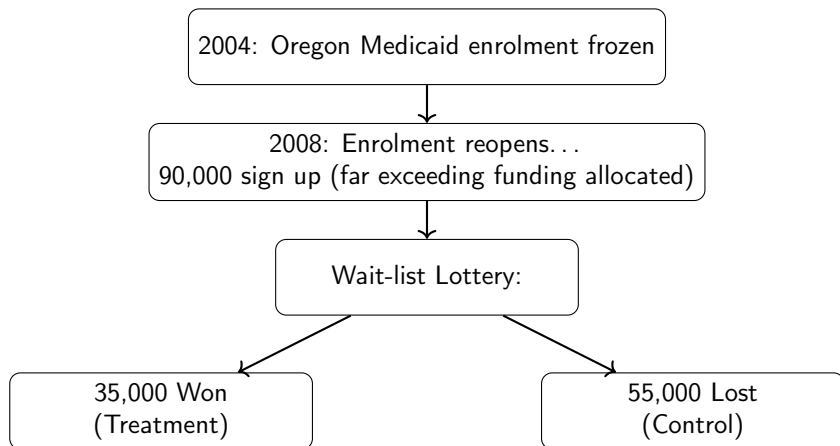 2004: Oregon Medicaid enrolment frozen
2008: Enrolment reopens...
90,000 sign up (far exceeding funding allocated)
Wait-list Lottery:
35,000 Won
(Treatment)
55,000 Lost
(Control)